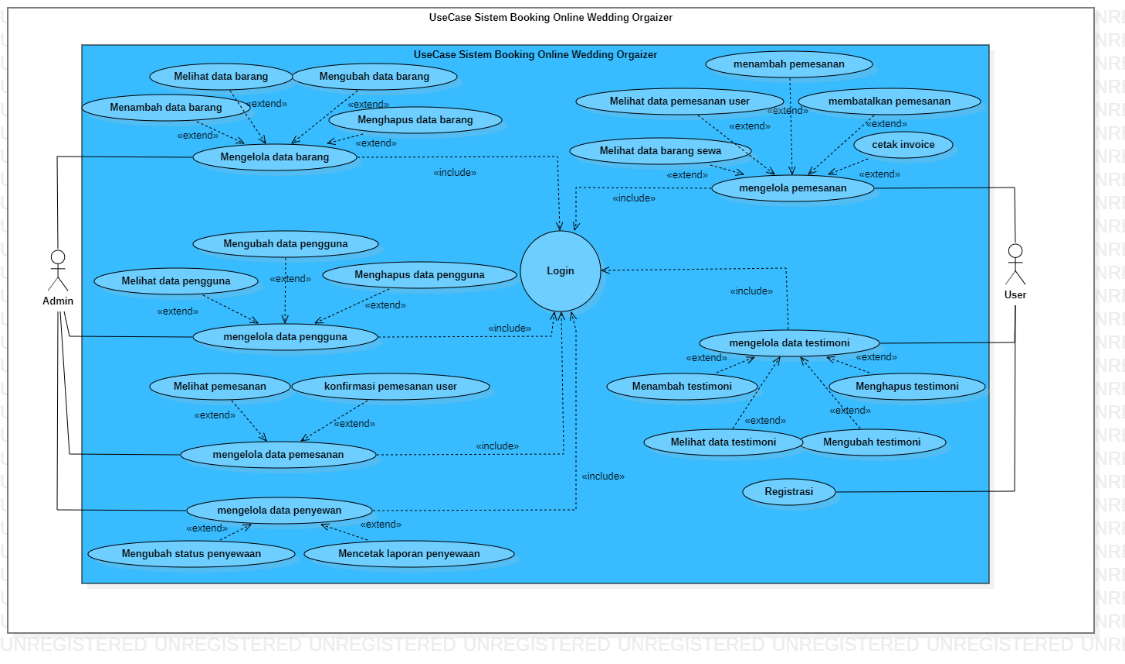 UseCase Sistem Booking Online Wedding Orgaizer
UseCase Sistem Booking Online Wedding Orgaizer
Melihat data barang
Mengubah data barang
Menambah data barang
«extend»
«extend»
Menghapus data barang
«extend»
«extend»
Mengelola data barang
«include»
menambah pemesanan
Melihat data pemesanan user
membatalkan pemesanan
«extend»
«extend»
«extend»
cetak invoice
Melihat data barang sewa
«extend»
«extend»
mengelola pemesanan
«include»
Mengubah data pengguna
Melihat data pengguna
Menghapus data pengguna
«extend»
«extend»
«extend»
mengelola data pengguna
«include»
Login
Admin
User
«include»
mengelola data testimoni
«extend»
«extend»
Menambah testimoni
Menghapus testimoni
«extend»
«extend»
Melihat data testimoni
Mengubah testimoni
Registrasi
Melihat pemesanan
konfirmasi pemesanan user
«extend»
«extend»
mengelola data pemesanan
«include»
«include»
mengelola data penyewan
«extend»
«extend»
Mengubah status penyewaan
Mencetak laporan penyewaan
UNREGISTERED UNREGISTERED UNREGISTERED UNREGISTERED UNREGISTERED UNREGISTERED UNREGISTERED UNRE